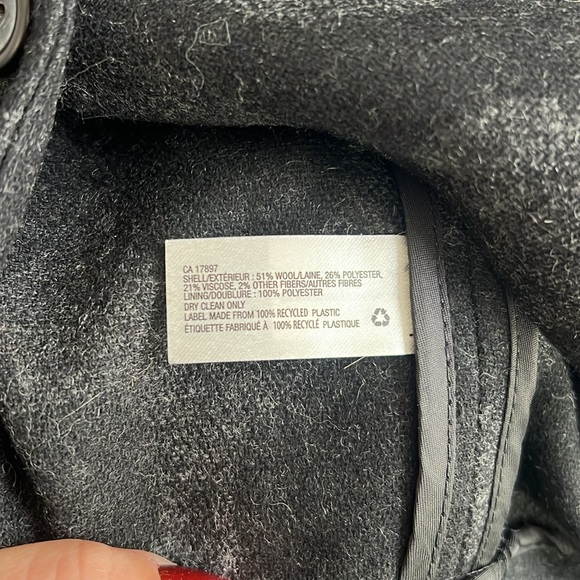 CA 17897
SHELL/EXTÉRIEUR : 51% WOOL/LAINE, 26% POLYESTER,
21% VISCOSE, 2% OTHER FIBERS/AUTRES FIBRES
LINING/DOUBLURE : 100% POLYESTER
DRY CLEAN ONLY
LABEL MADE FROM 100% RECYCLED PLASTIC
ÉTIQUETTE FABRIQUÉ À 100% RECYCLÉ PLASTIQUE